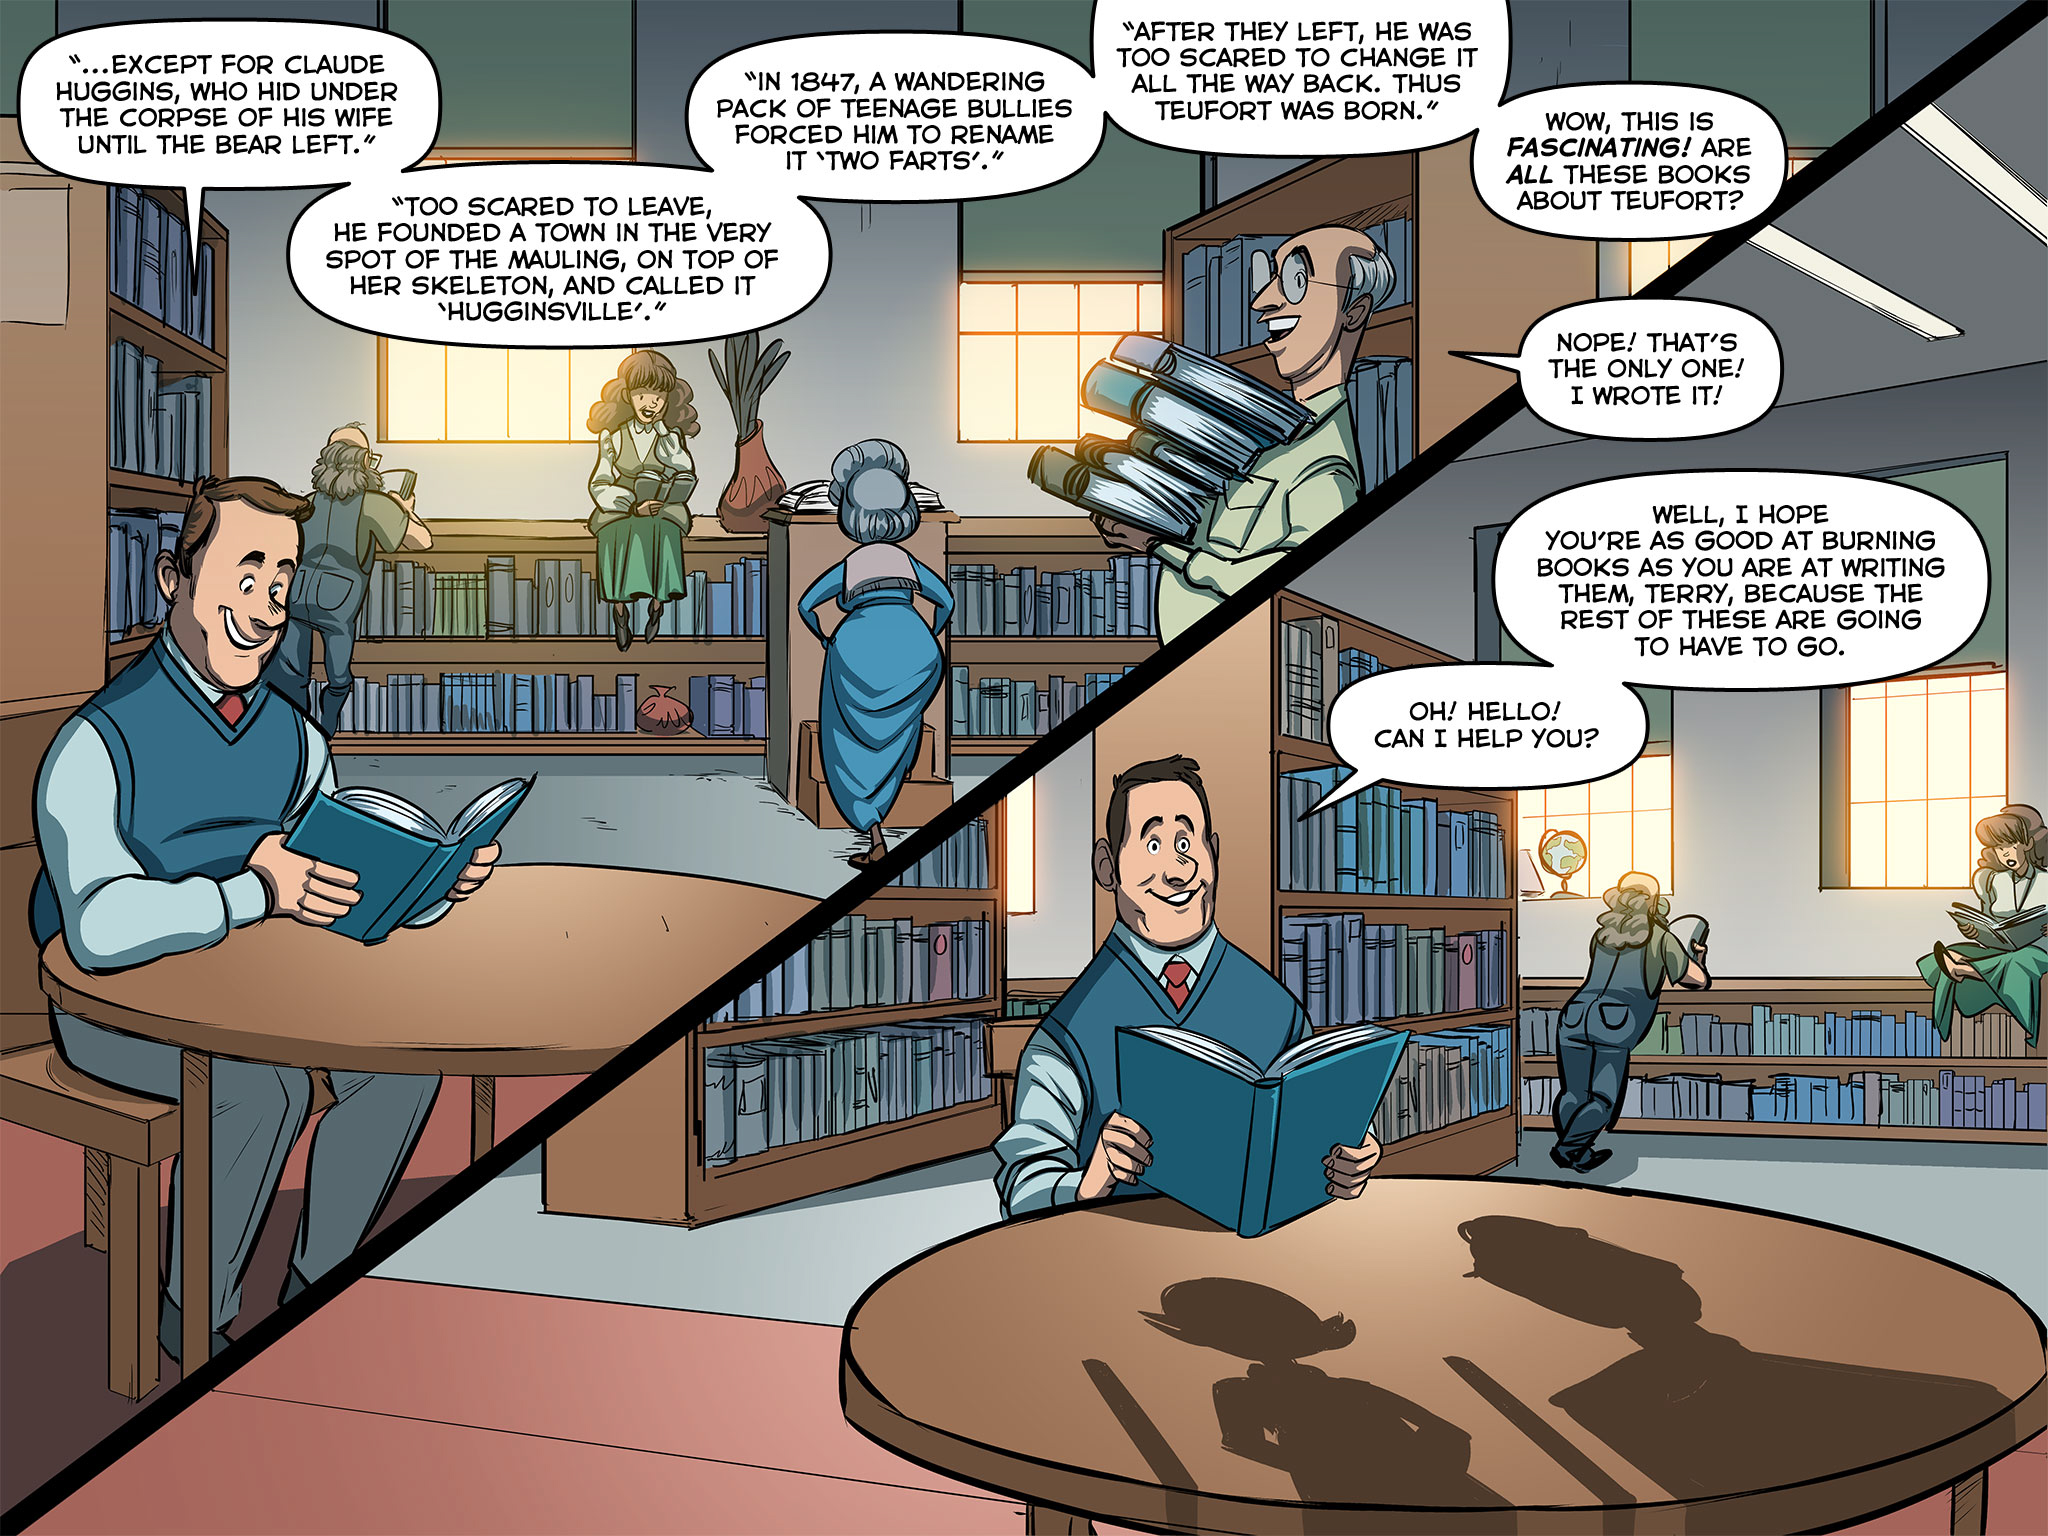 “...EXCEPT FOR CLAUDE
HUGGINS, WHO HID UNDER
THE CORPSE OF HIS WIFE
UNTIL THE BEAR LEFT.”
“TOO SCARED TO LEAVE,
HE FOUNDED A TOWN IN THE VERY
SPOT OF THE MAULING, ON TOP OF
HER SKELETON, AND CALLED IT
‘HUGGINSVILLE’.”
“IN 1847, A WANDERING
PACK OF TEENAGE BULLIES
FORCED HIM TO RENAME
IT ‘TWO FARTS’.”
“AFTER THEY LEFT, HE WAS
TOO SCARED TO CHANGE IT
ALL THE WAY BACK. THUS
TEUFORT WAS BORN.”
WOW, THIS IS
FASCINATING! ARE
ALL THESE BOOKS
ABOUT TEUFORT?
NOPE! THAT’S
THE ONLY ONE!
I WROTE IT!
WELL, I HOPE
YOU’RE AS GOOD AT BURNING
BOOKS AS YOU ARE AT WRITING
THEM, TERRY, BECAUSE THE
REST OF THESE ARE GOING
TO HAVE TO GO.
OH! HELLO!
CAN I HELP YOU?